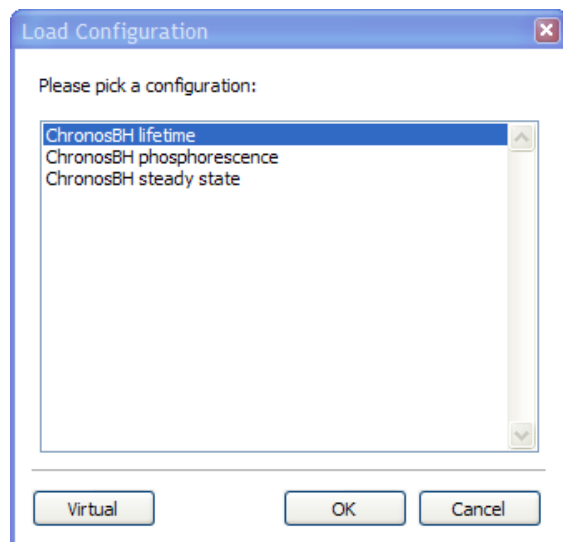 Load Configuration
Please pick a configuration:
ChronosBH lifetime
ChronosBH phosphorescence
ChronosBH steady state
Virtual OK Cancel